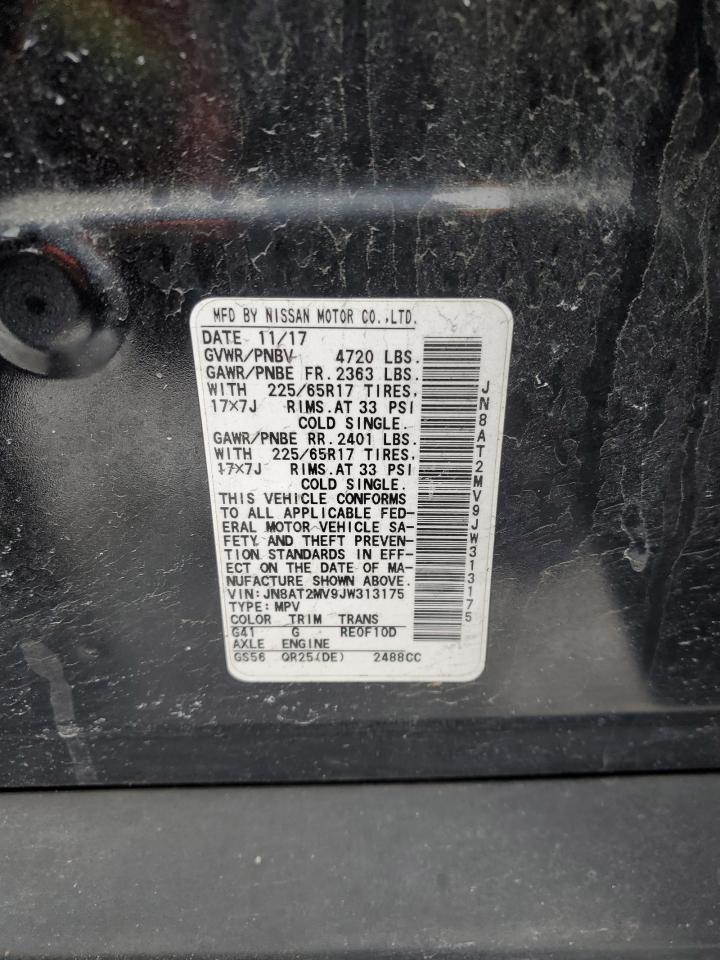 MFD BY NISSAN MOTOR CO.,LTD.
DATE 11/17
GVWR/PNBV 4720 LBS.
GAWR/PNBE FR.2363 LBS.
WITH 225/65R17 TIRES,
17×7J RIMS.AT 33 PSI
COLD SINGLE.
GAWR/PNBE RR.2401 LBS.
WITH 225/65R17 TIRES,
17×7J RIMS.AT 33 PSI
COLD SINGLE.
THIS VEHICLE CONFORMS
TO ALL APPLICABLE FED-
ERAL MOTOR VEHICLE SA-
FETY AND THEFT PREVEN-
TION STANDARDS IN EFF-
ECT ON THE DATE OF MA-
NUFACTURE SHOWN ABOVE.
VIN:JN8AT2MV9JW313175
TYPE:MPV
COLOR TRIM TRANS
G41 G RE0F10D
AXLE ENGINE
GS56 QR25(DE) 2488CC
JN8AT2MV9JW313175